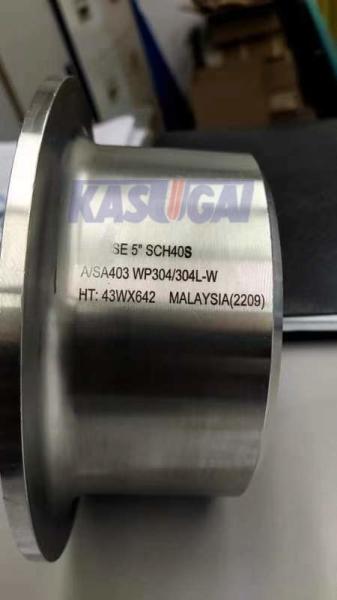 KASUGAI
SE 5" SCH40S
A/SA403 WP304/304L-W
HT: 43WX642 MALAYSIA(2209)